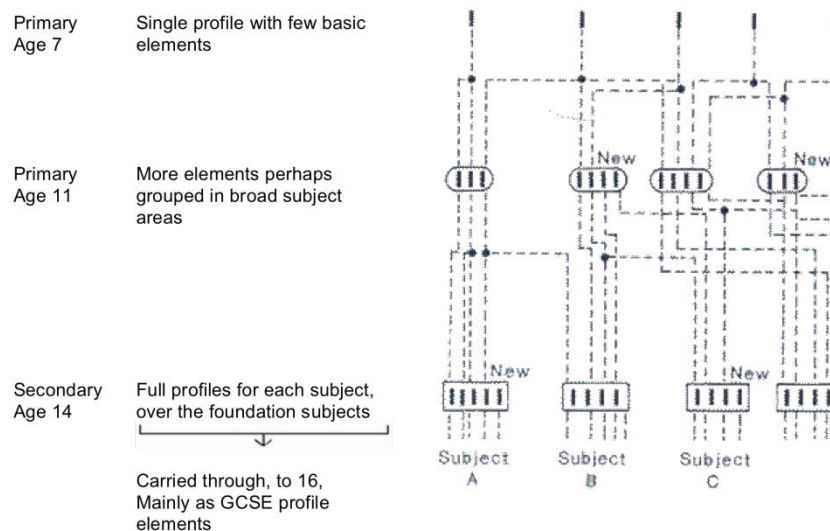 Primary
Age 7
Single profile with few basic
elements
Primary
Age 11
More elements perhaps
grouped in broad subject
areas
New
New
Secondary
Age 14
Full profiles for each subject,
over the foundation subjects
New
New
Carried through, to 16,
Mainly as GCSE profile
elements
Subject
A
Subject
B
Subject
C